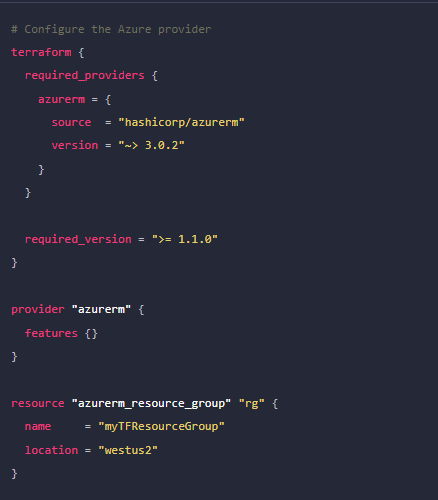 # Configure the Azure provider
terraform {
  required_providers {
    azurerm = {
      source  = "hashicorp/azurerm"
      version = "~> 3.0.2"
    }
  }

  required_version = ">= 1.1.0"
}

provider "azurerm" {
  features {}
}

resource "azurerm_resource_group" "rg" {
  name     = "myTFResourceGroup"
  location = "westus2"
}